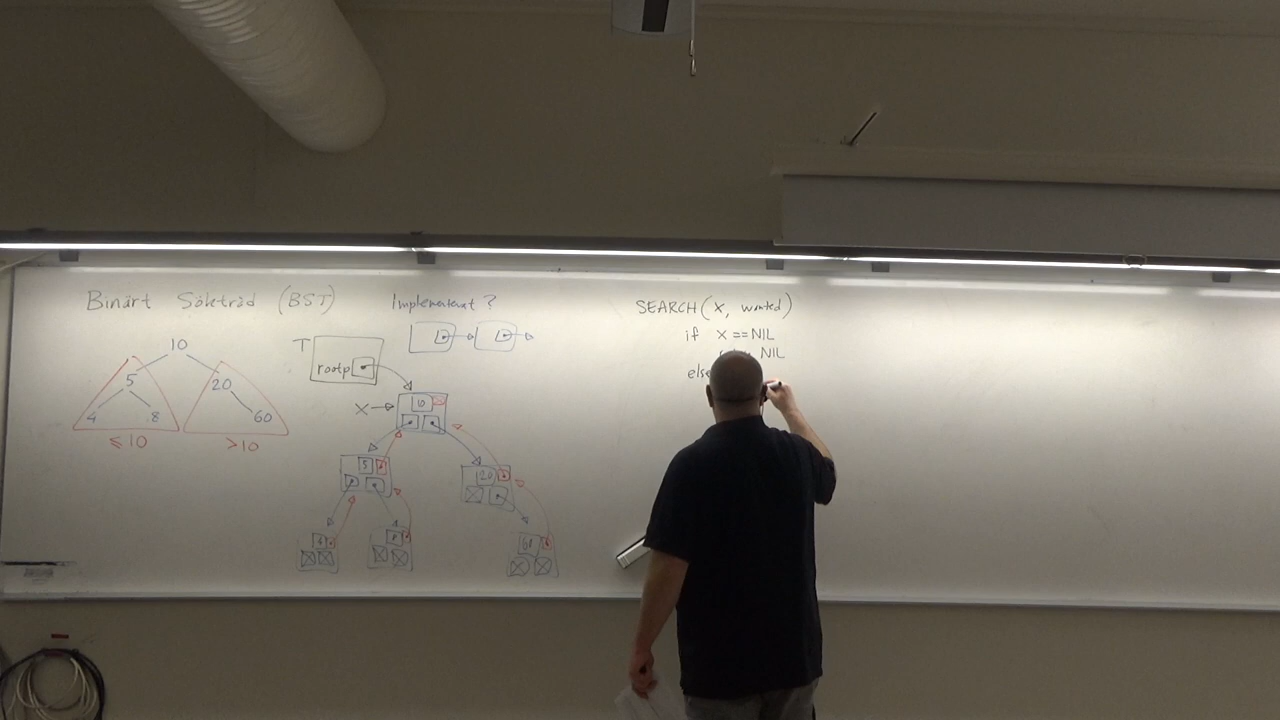 Binärt Sökträd (BST)
10
5
20
4
8
60
≤10
>10
Implementerat?
T
rootp
X
10
5
20
4
8
60
SEARCH(X, wanted)
if X == NIL
NIL
else